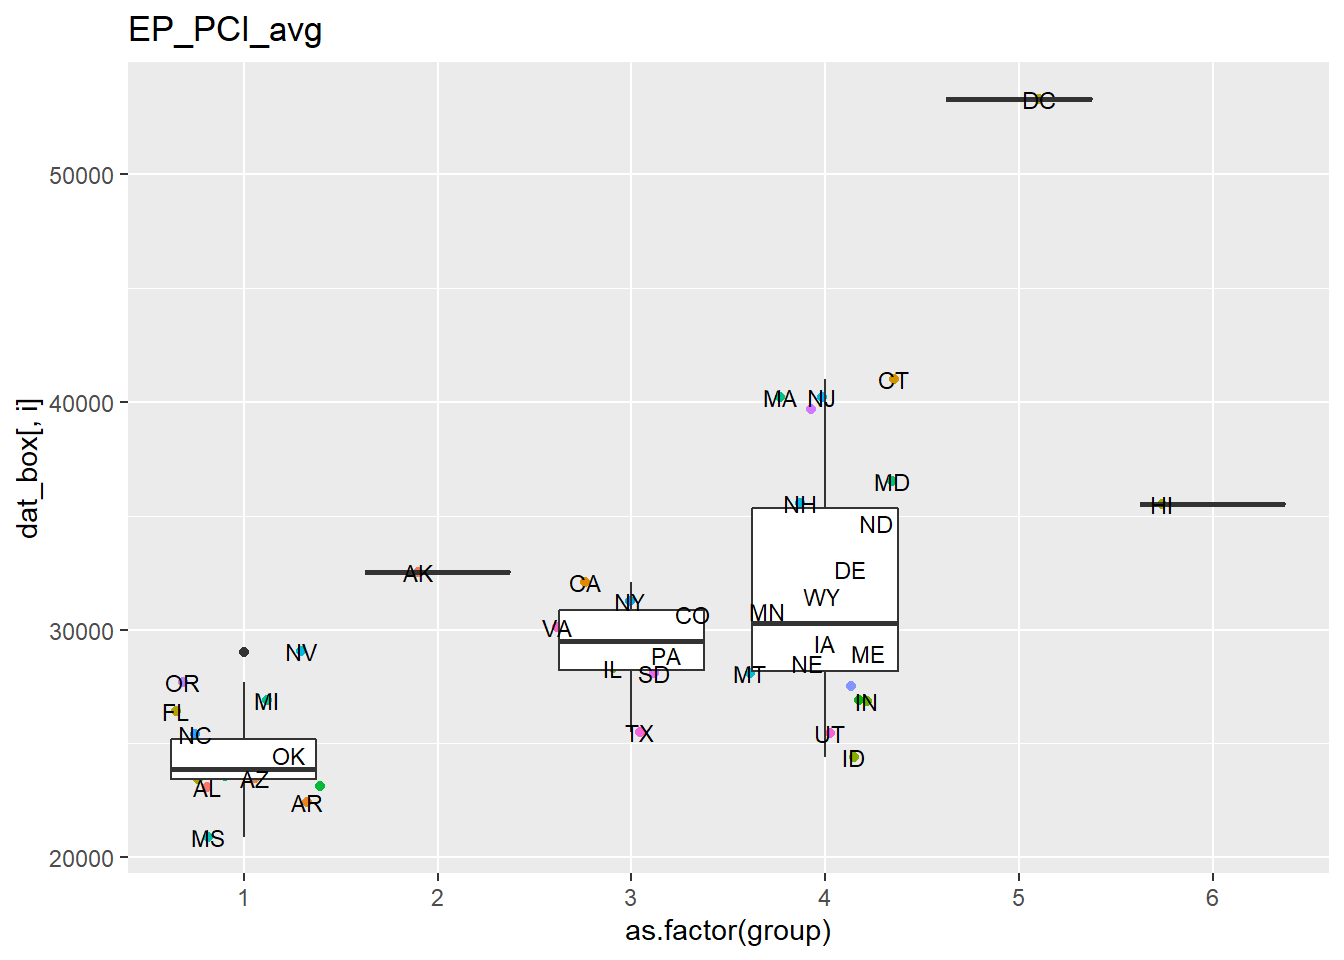 EP_PCI_avg
dat_box[, i]
50000
40000
30000
20000
DC
CT
MA
NJ
MD
NH
HI
ND
DE
AK
CA
WY
NY
MN
CO
VA
IA
NV
PA
ME
NE
IL
SD
MT
OR
MI
IN
FL
NC
TX
UT
OK
ID
AZ
AL
AR
MS
1 2 3 4 5 6
as.factor(group)